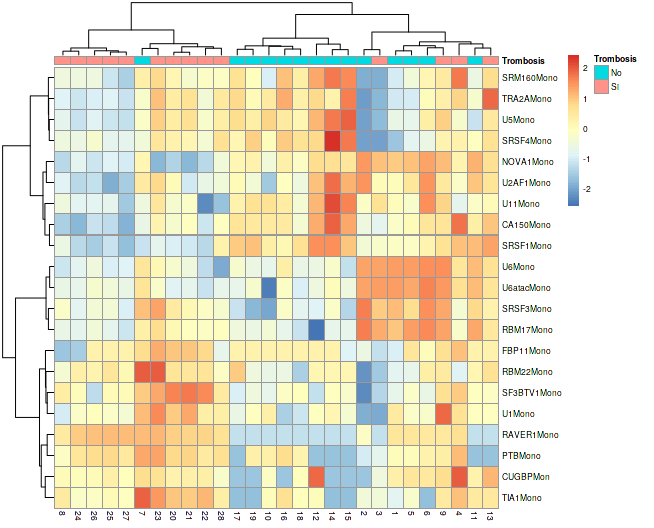 Trombosis
Trombosis
No
SI
2
1
0
-1
-2
SRM160Mono
TRA2AMono
U5Mono
SRSF4Mono
NOVA1Mono
U2AF1Mono
U11Mono
CA150Mono
SRSF1Mono
U6Mono
U6atacMono
SRSF3Mono
RBM17Mono
FBP11Mono
RBM22Mono
SF3BTV1Mono
U1Mono
RAVER1Mono
PTBMono
CUGBPMon
TIA1Mono
8 24 26 25 27 7 23 20 21 22 28 17 19 10 16 18 12 14 15 2 3 1 5 6 9 4 11 13